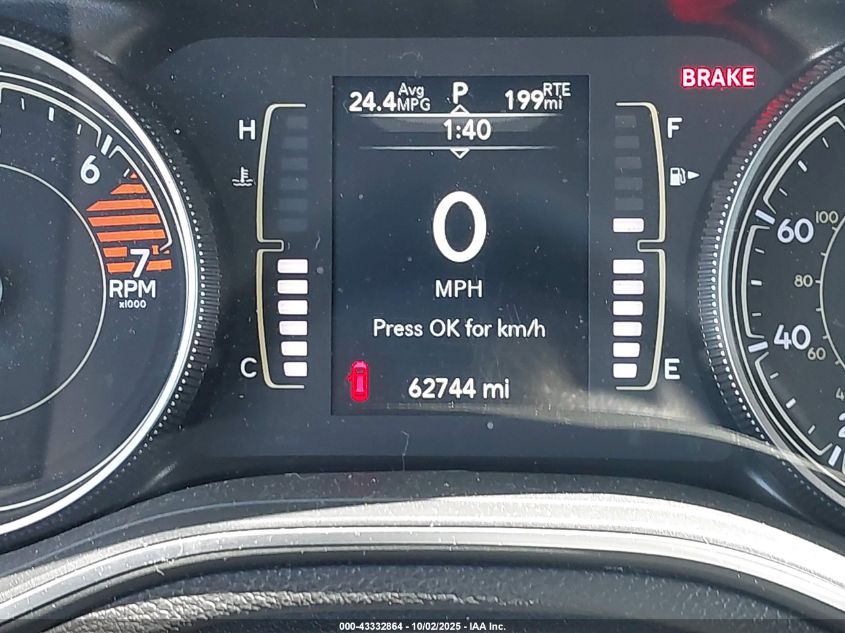 BRAKE
24.4 Avg MPG P 199 RTE mi
1:40
H F
6
0
60 100
7
80
RPM
x1000
MPH
Press OK for km/h
40
60
C E
62744 mi
000-43332864 - 10/02/2025 - IAA Inc.